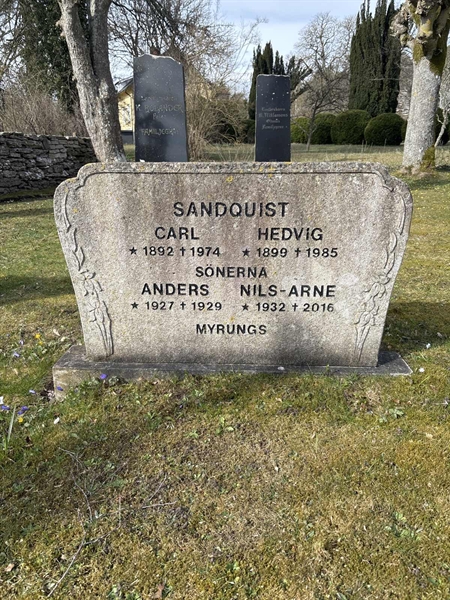 SANDQUIST
CARL HEDVIG
★ 1892 † 1974 ★ 1899 † 1985
SÖNERNA
ANDERS NILS-ARNE
★ 1927 † 1929 ★ 1932 † 2016
MYRUNGS